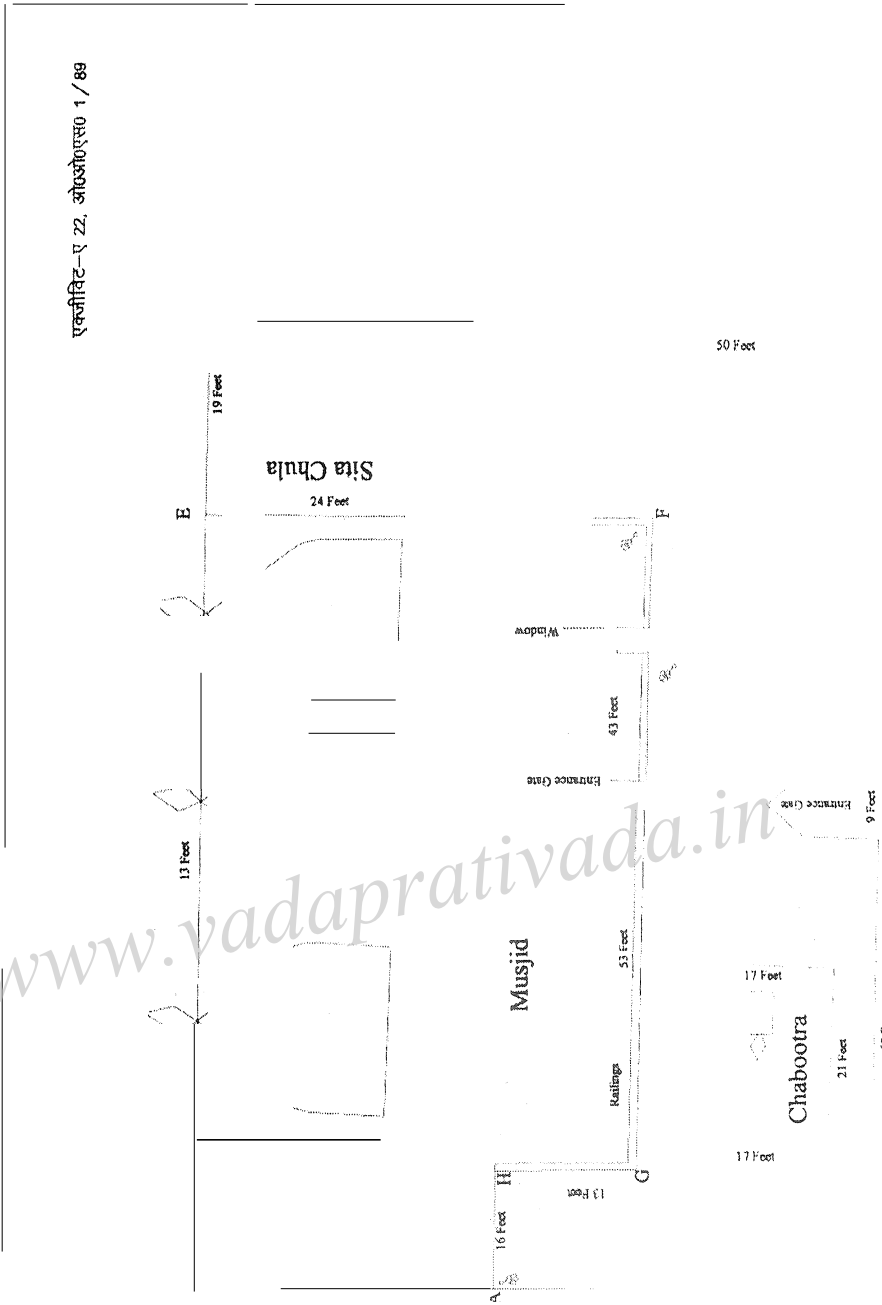 एक्जीविट–ए 22, ओ0ओ0एस0 1/89
50 Feet
19 Feet
Sita Chula
24 Feet
E
F
Window
43 Feet
Entrance Gate
Entrance Gate
9 Feet
13 Feet
www.vadaprativada.in
Musjid
53 Feet
17 Feet
Chabootra
21 Feet
Railings
17 Feet
H
G
13 Feet
16 Feet
A